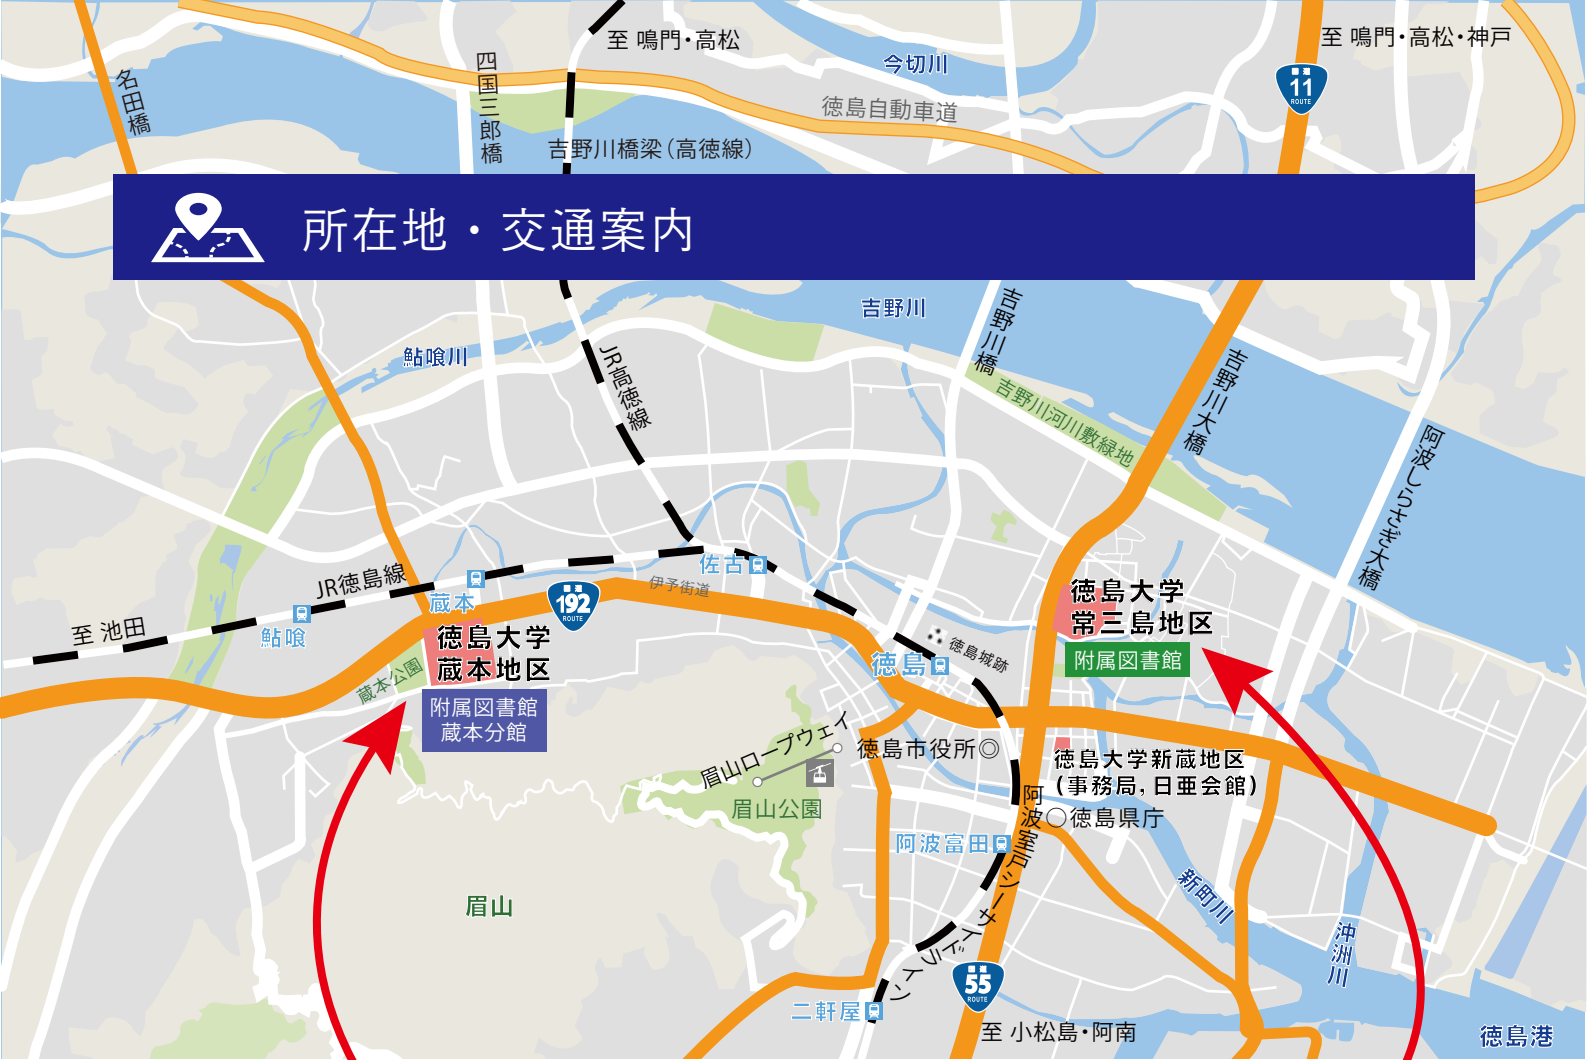 至 鳴門・高松
至 鳴門・高松・神戸
四国三郎橋
今切川
名田橋
国道
11
ROUTE
徳島自動車道
吉野川橋梁（高徳線）
所在地・交通案内
吉野川
吉野川橋
鮎喰川
JR高徳線
吉野川大橋
吉野川河川敷緑地
阿波しらさぎ大橋
佐古
JR徳島線
蔵本
国道
192
ROUTE
伊予街道
徳島大学
常三島地区
附属図書館
至 池田
鮎喰
徳島大学
蔵本地区
附属図書館
蔵本分館
蔵本公園
徳島
徳島城跡
眉山ロープウェイ
徳島市役所◎
徳島大学新蔵地区
（事務局，日亜会館）
眉山公園
阿波室戸シーサイドライン
○徳島県庁
阿波富田
眉山
新町川
沖洲川
国道
55
ROUTE
二軒屋
至 小松島・阿南
徳島港